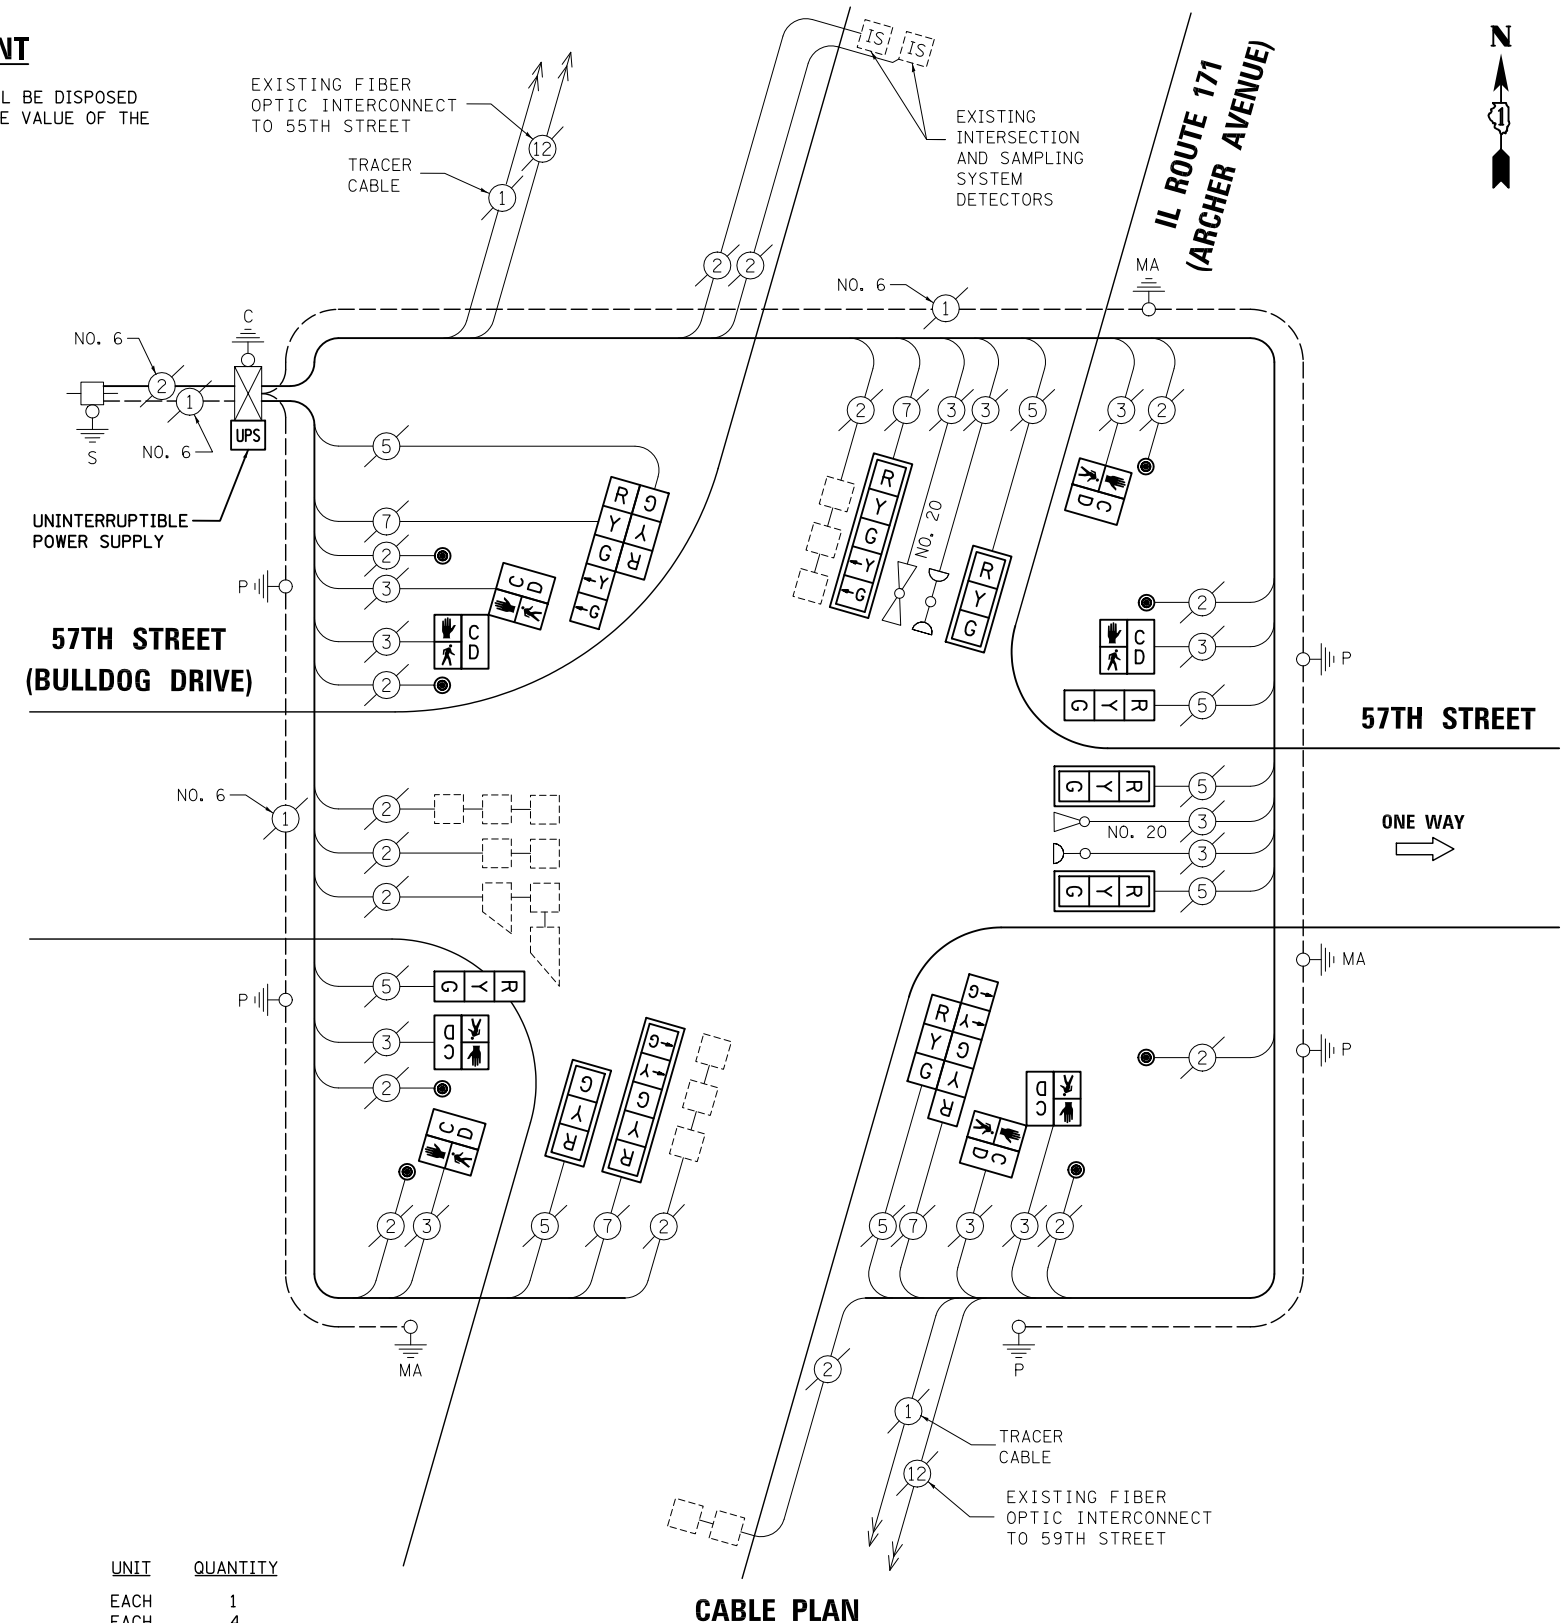 NT
L BE DISPOSED
E VALUE OF THE
EXISTING FIBER
OPTIC INTERCONNECT
TO 55TH STREET
12
TRACER
CABLE
1
IS IS
EXISTING
INTERSECTION
AND SAMPLING
SYSTEM
DETECTORS
IL ROUTE 171
(ARCHER AVENUE)
N
1
2 2
MA
NO. 6
1
C
NO. 6
2
1
S
NO. 6
UPS
UNINTERRUPTIBLE
POWER SUPPLY
P
57TH STREET
(BULLDOG DRIVE)
5
7
2
3
3
2
R Y G Y G
G Y R
C D
C D
2 7 3 3 5 3 2
R Y G Y G
NO. 20
R Y G
C D
2
3
C D
5
R Y G
P
57TH STREET
NO. 6
1
2
2
2
R Y G
5
3
NO. 20
3
R Y G
5
ONE WAY
P
5
R Y G
3
C D
2
C D
2 3 5 7 2
R Y G
R Y G Y G
MA
R Y G
R Y G Y G
C D
C D
2
MA
P
5 7 3 3 2
P
2
1
TRACER
CABLE
12
EXISTING FIBER
OPTIC INTERCONNECT
TO 59TH STREET
UNIT QUANTITY
EACH 1
EACH 4
CABLE PLAN